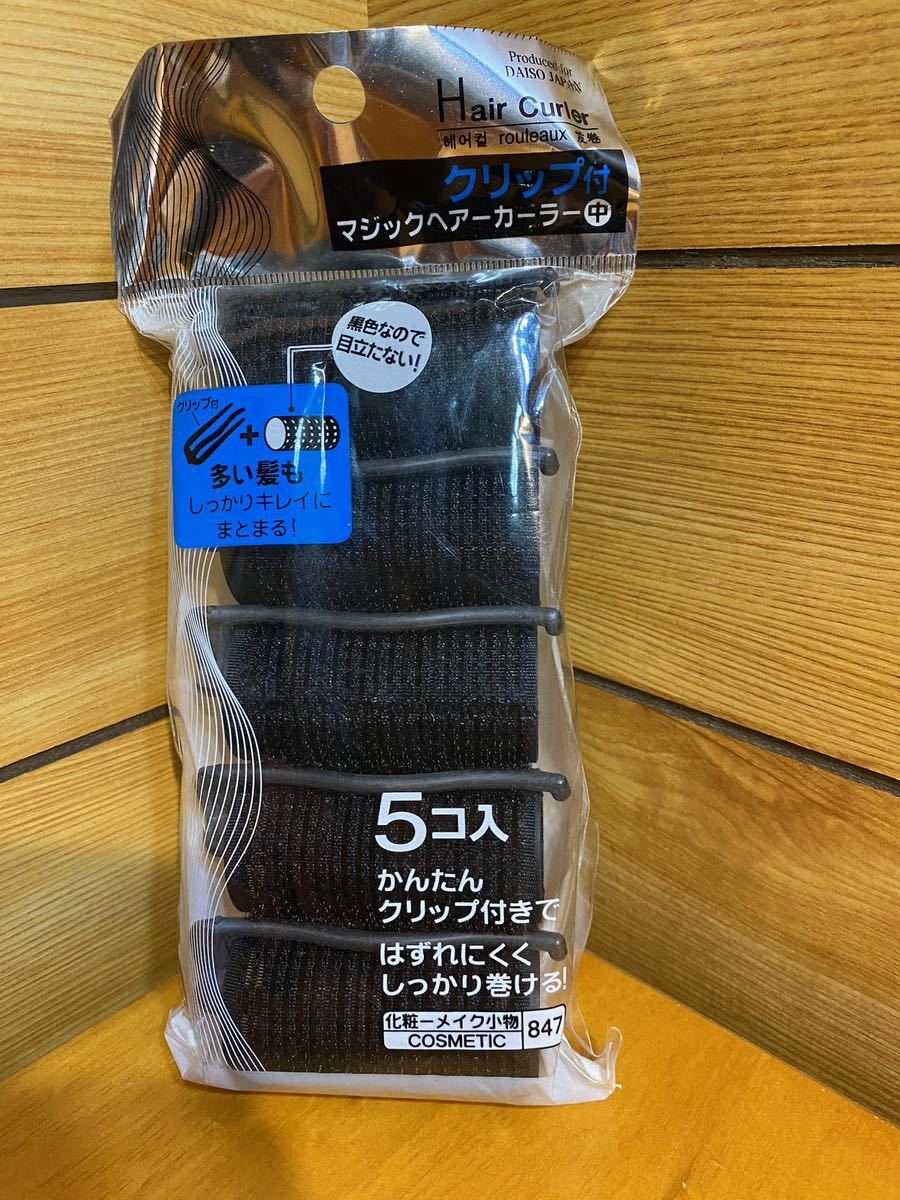 Produced for
DAISO JAPAN
Hair Curler
헤어컬 rouleaux 髪巻
クリップ付
マジックヘアーカーラー中
黒色なので
目立たない!
クリップ付
+
多い髪も
しっかりキレイに
まとまる!
5コ入
かんたん
クリップ付きで
はずれにくく
しっかり巻ける!
化粧ーメイク小物 847
COSMETIC